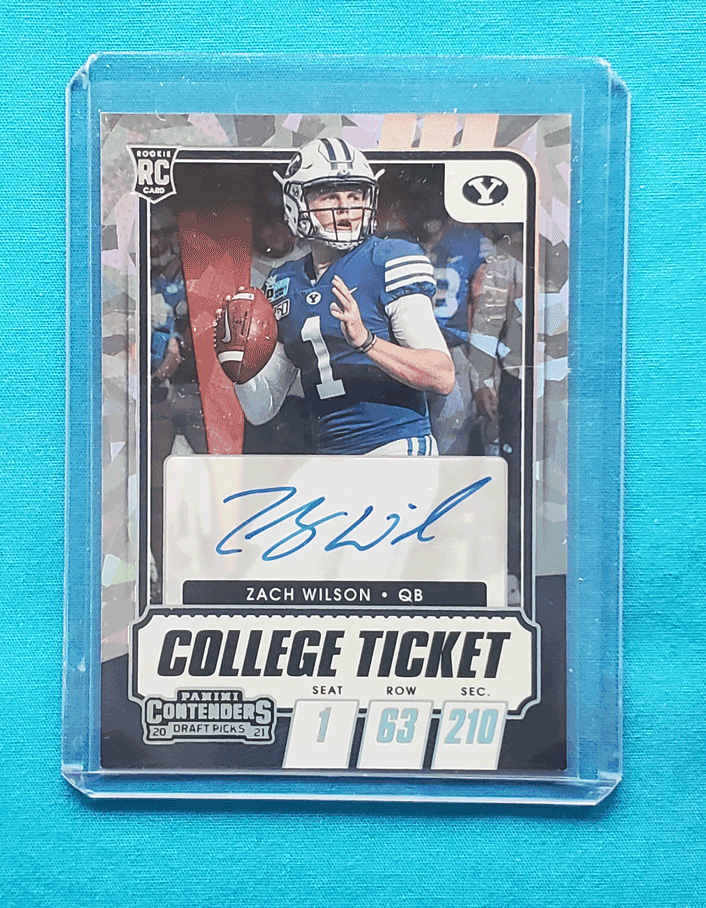 ROOKIE
RC
CARD
Y
1
ZACH WILSON • QB
COLLEGE TICKET
SEAT ROW SEC.
1 63 210
PANINI
CONTENDERS
DRAFT PICKS
20 21